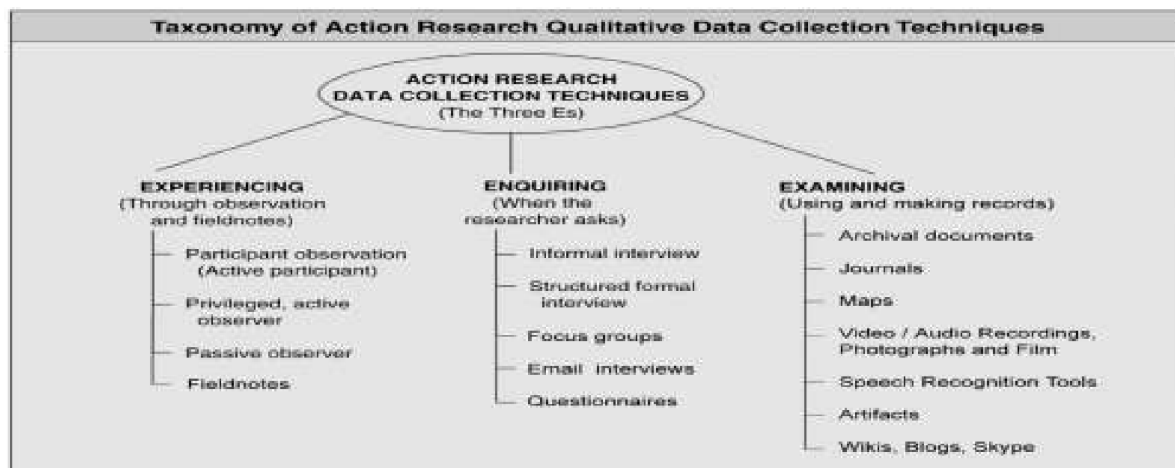 Taxonomy of Action Research Qualitative Data Collection Techniques
ACTION RESEARCH
DATA COLLECTION TECHNIQUES
(The Three Es)
EXPERIENCING
(Through observation
and fieldnotes)
Participant observation
(Active participant)
Privileged, active
observer
Passive observer
Fieldnotes
ENQUIRING
(When the
researcher asks)
Informal interview
Structured formal
interview
Focus groups
Email interviews
Questionnaires
EXAMINING
(Using and making records)
Archival documents
Journals
Maps
Video / Audio Recordings,
Photographs and Film
Speech Recognition Tools
Artifacts
Wikis, Blogs, Skype